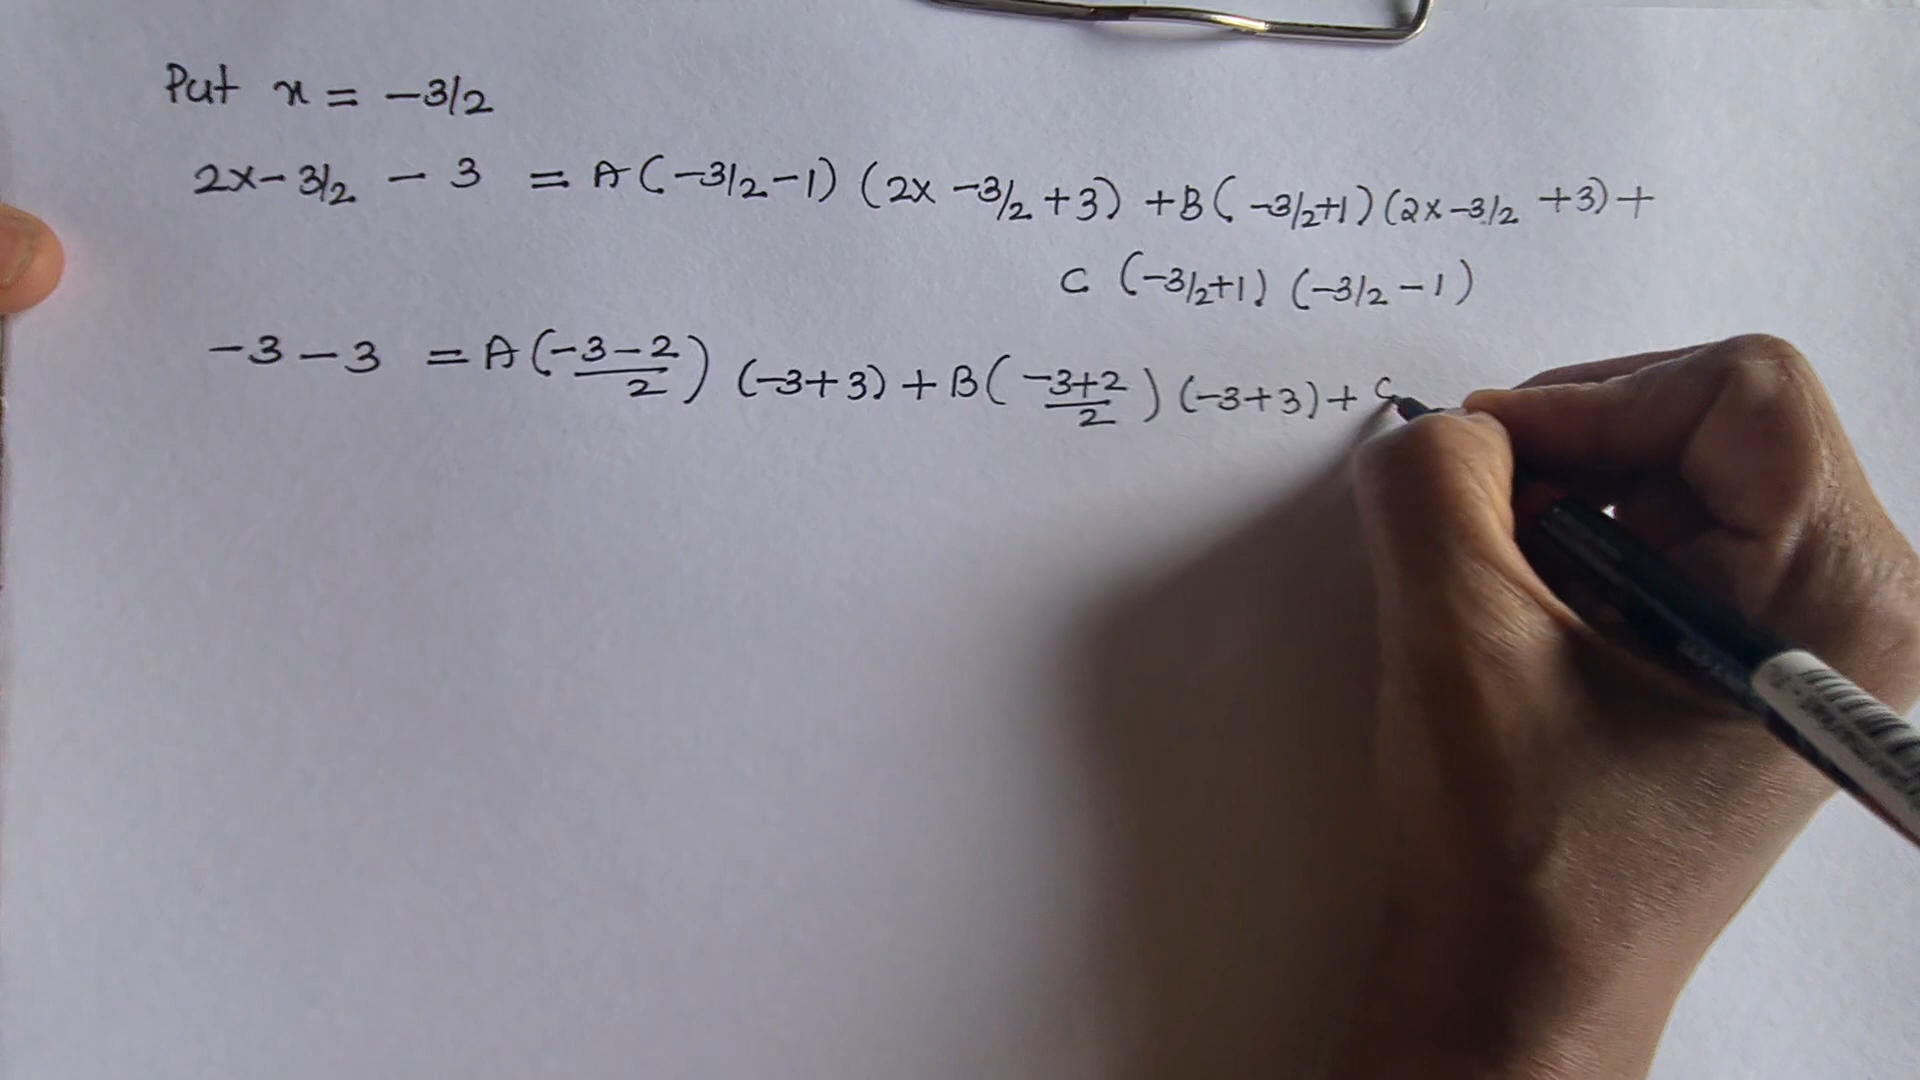 Put x = -3/2
2x-3/2 - 3 = A(-3/2-1) (2x -3/2+3) +B(-3/2+1)(2x-3/2 +3)+
C (-3/2+1) (-3/2-1)
-3-3 = A(-3-2/2) (-3+3) + B(-3+2/2) (-3+3)+ C